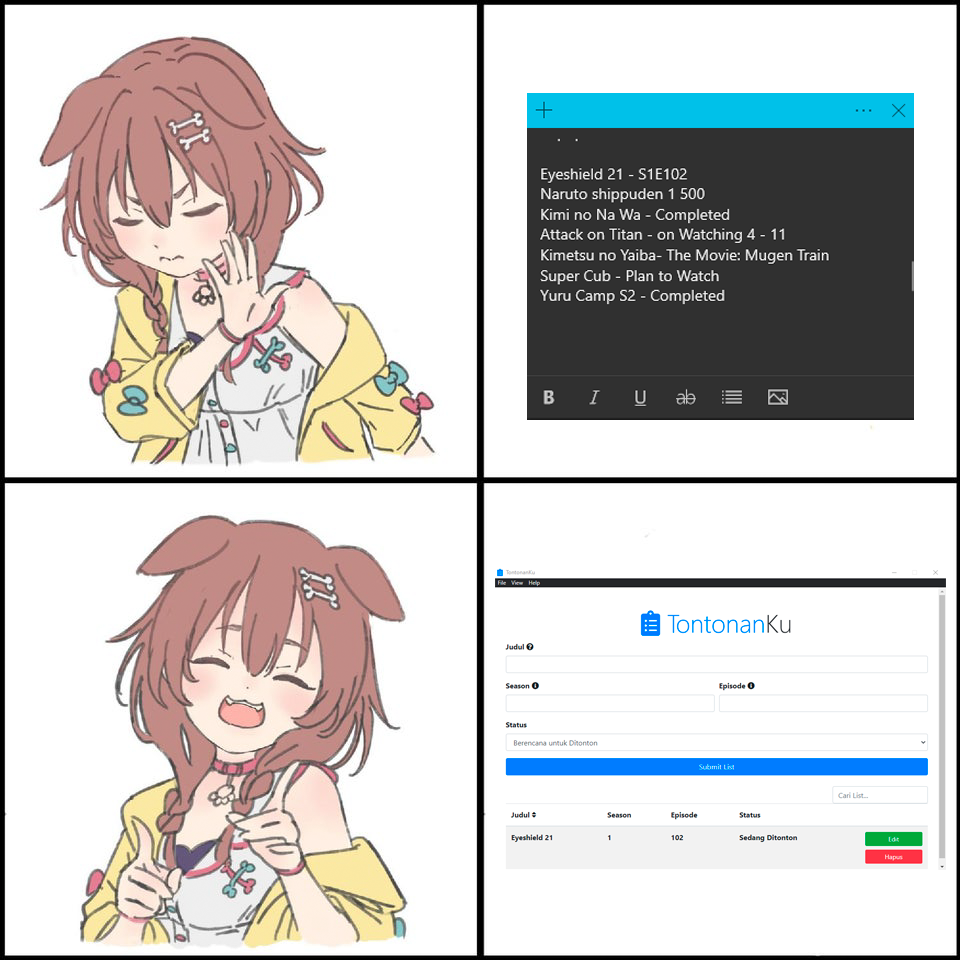 Eyeshield 21 - S1E102
Naruto shippuden 1 500
Kimi no Na Wa - Completed
Attack on Titan - on Watching 4 - 11
Kimetsu no Yaiba- The Movie: Mugen Train
Super Cub - Plan to Watch
Yuru Camp S2 - Completed
B I U ab
TontonanKu
File View Help
TontonanKu
Judul
Season Episode
Status
Berencana untuk Ditonton
Submit List
Cari List...
Judul Season Episode Status
Eyeshield 21 1 102 Sedang Ditonton Edit
Hapus